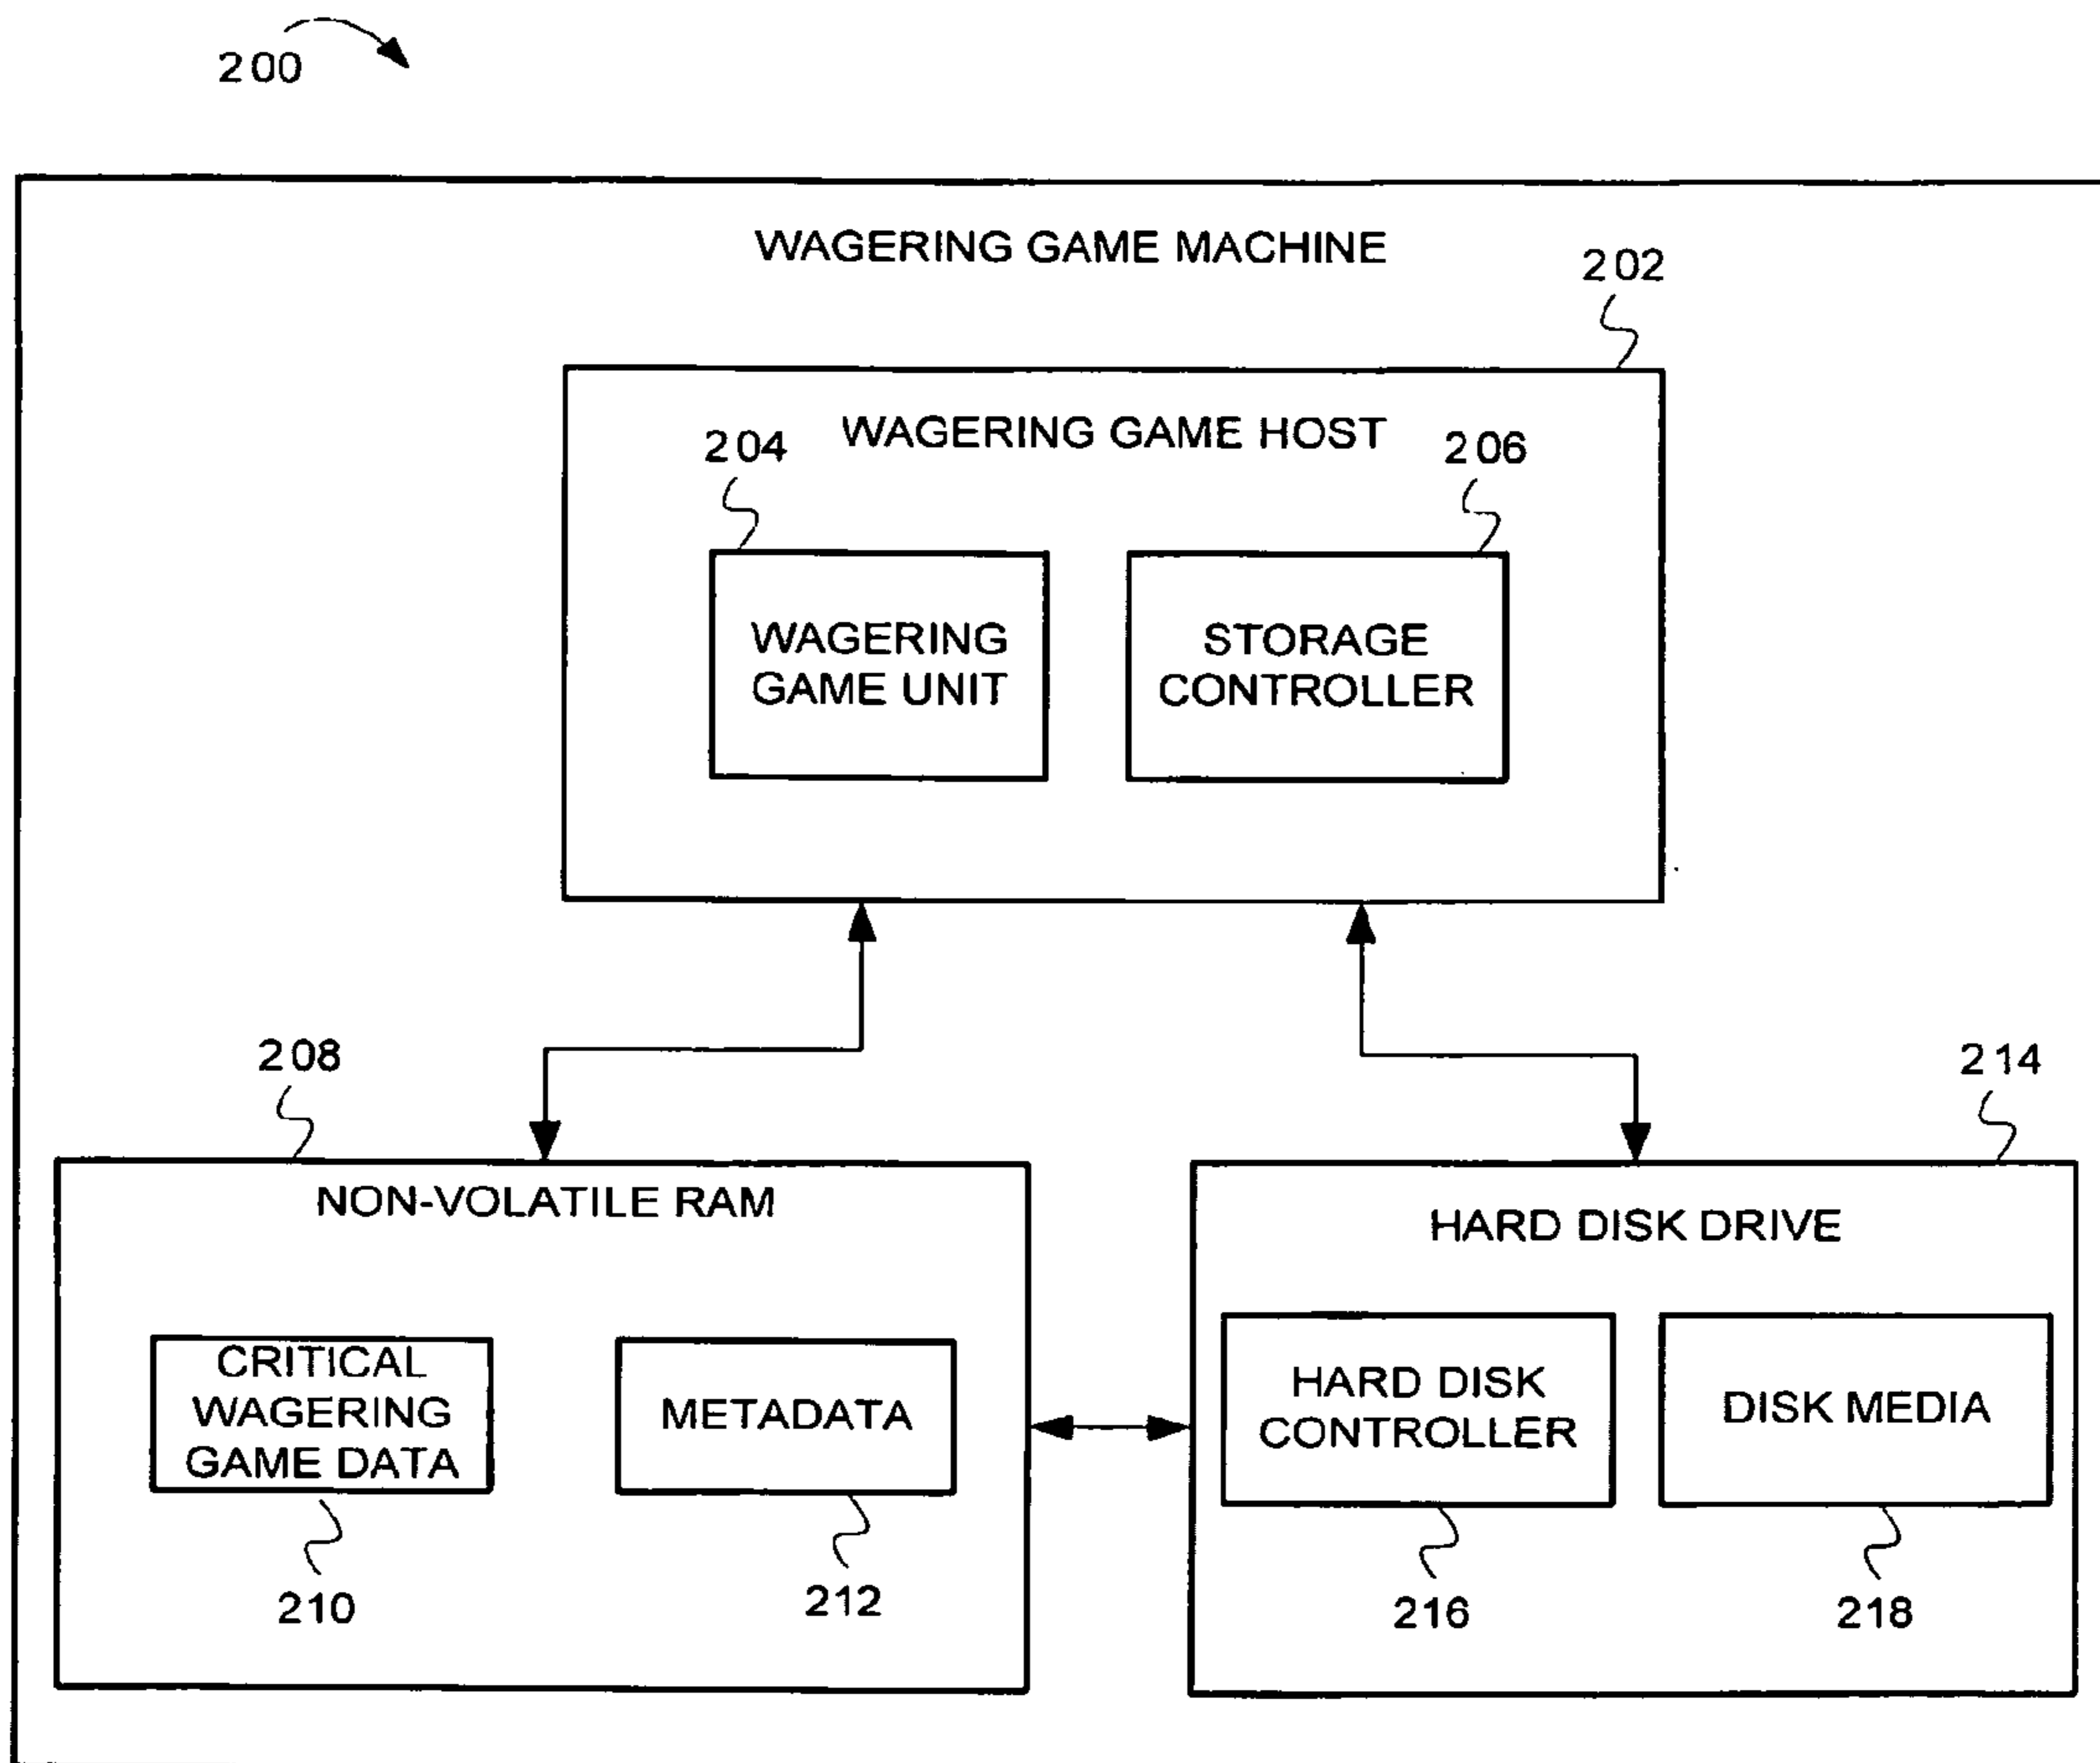 200
WAGERING GAME MACHINE
202
WAGERING GAME HOST
204
206
WAGERING
GAME UNIT
STORAGE
CONTROLLER
208
214
NON-VOLATILE RAM
HARD DISK DRIVE
CRITICAL
WAGERING
GAME DATA
METADATA
HARD DISK
CONTROLLER
DISK MEDIA
210
212
216
218